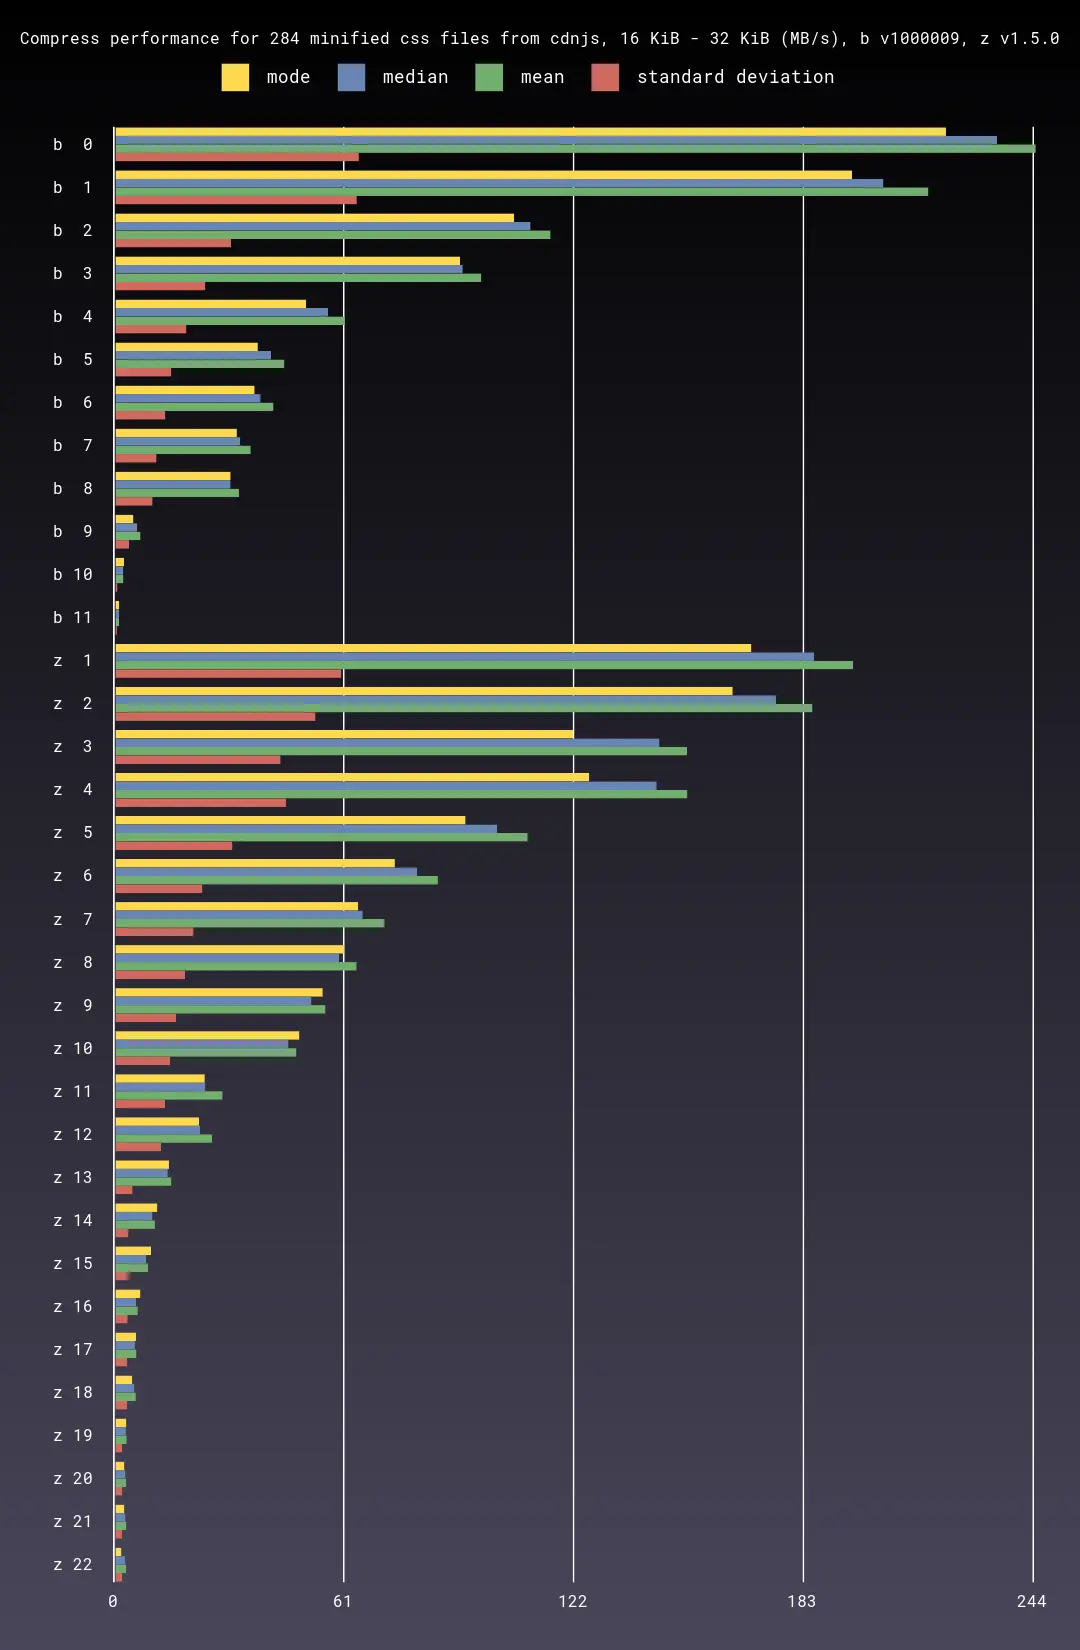 Compress performance for 284 minified css files from cdnjs, 16 KiB - 32 KiB (MB/s), b v1000009, z v1.5.0
mode median mean standard deviation
b 0
b 1
b 2
b 3
b 4
b 5
b 6
b 7
b 8
b 9
b 10
b 11
z 1
z 2
z 3
z 4
z 5
z 6
z 7
z 8
z 9
z 10
z 11
z 12
z 13
z 14
z 15
z 16
z 17
z 18
z 19
z 20
z 21
z 22
0 61 122 183 244